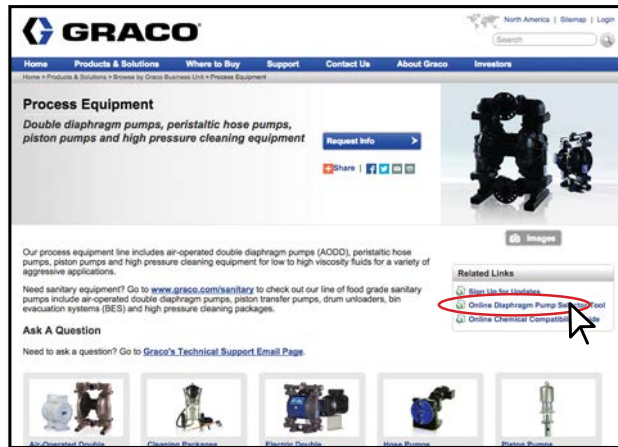 GRACO
North America | Sitemap | Login
Search
Home Products & Solutions Where to Buy Support Contact Us About Graco Investors
Home > Products & Solutions > Browse by Graco Business Unit > Process Equipment
Process Equipment
Double diaphragm pumps, peristaltic hose pumps,
piston pumps and high pressure cleaning equipment
Request Info
Share |
Images
Our process equipment line includes air-operated double diaphragm pumps (AODD), peristaltic hose
pumps, piston pumps and high pressure cleaning equipment for low to high viscosity fluids for a variety of
aggressive applications.
Need sanitary equipment? Go to www.graco.com/sanitary to check out our line of food grade sanitary
pumps include air-operated double diaphragm pumps, piston transfer pumps, drum unloaders, bin
evacuation systems (BES) and high pressure cleaning packages.
Ask A Question
Need to ask a question? Go to Graco's Technical Support Email Page.
Related Links
Sign Up for Updates
Online Diaphragm Pump Selector Tool
Online Chemical Compatibility Guide
Air-Operated Double
Cleaning Packages
Electric Double
Hose Pumps
Piston Pumps